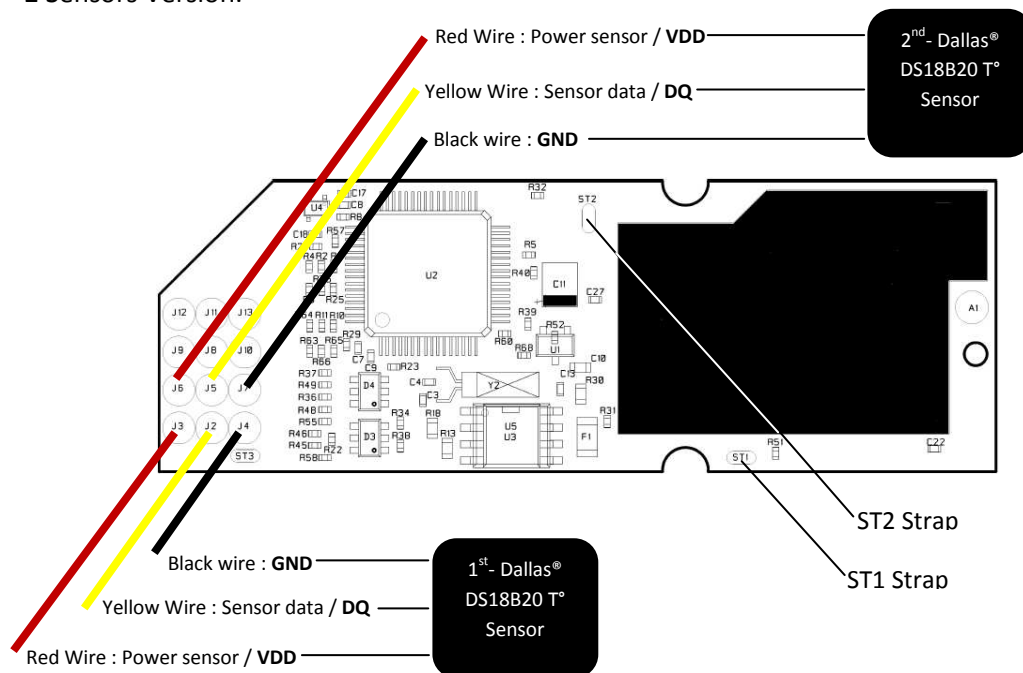 2 Sensors Version:
Red Wire : Power sensor / VDD
2nd- Dallas®
DS18B20 T°
Sensor
Yellow Wire : Sensor data / DQ
Black wire : GND
C17
C8
R8
U4
R32
ST2
C18
R57
R4
R2
R5
R40
U2
C11
C27
R25
J12
J11
J13
R11
R10
R39
R52
A1
R29
R60
J9
J8
J10
R63
R65
C7
R68
U1
C10
R66
R23
C13
R37
C9
J6
J5
J7
R49
D4
C4
Y2
R30
R36
C3
R48
R34
R18
R31
J3
J2
J4
R55
U5
R46
D3
R38
R13
U3
F1
R45
R22
R51
C22
ST3
R58
ST1
ST2 Strap
Black wire : GND
1st- Dallas®
DS18B20 T°
Sensor
ST1 Strap
Yellow Wire : Sensor data / DQ
Red Wire : Power sensor / VDD